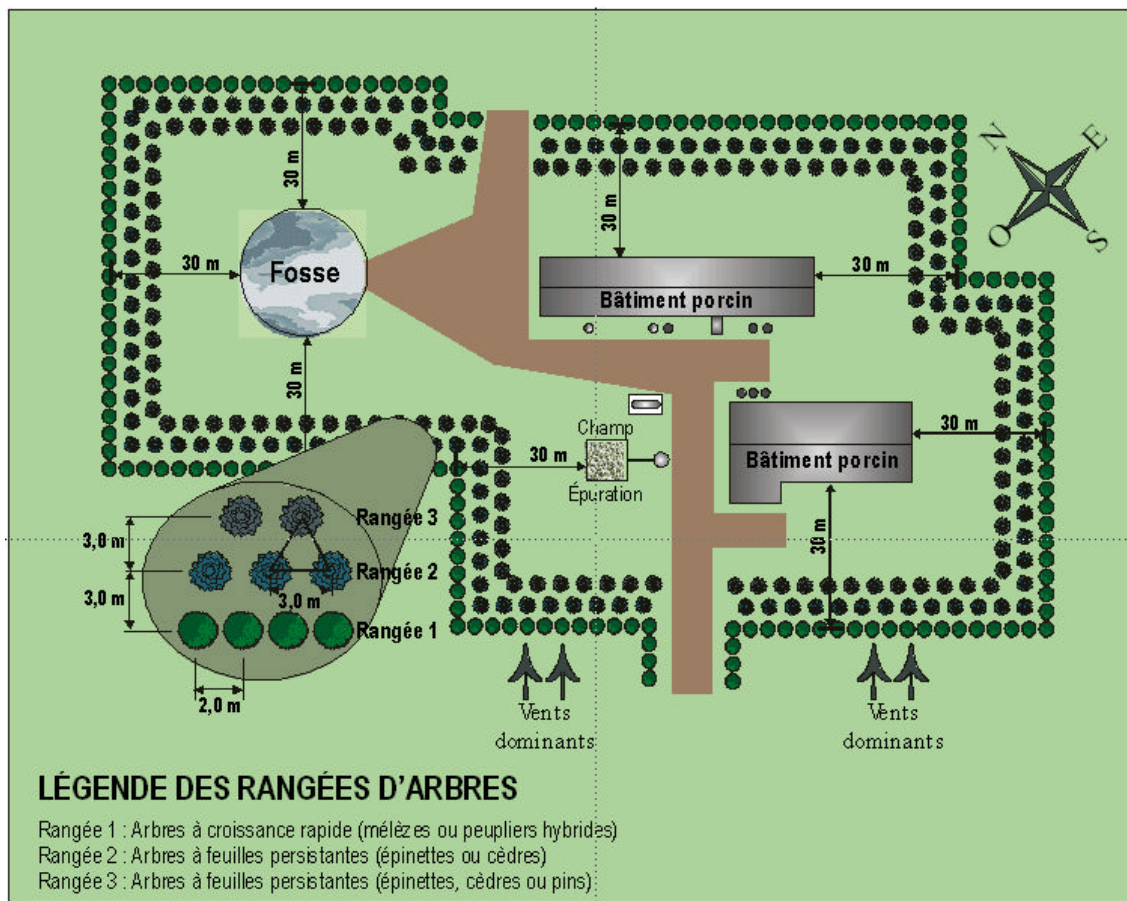 30 m
N
E
30 m
O
S
30 m
Fosse
30 m
Bâtiment porcin
30 m
Champ
30 m
30 m
Bâtiment porcin
Épuration
Rangée 3
3,0 m
30 m
Rangée 2
3,0 m
3,0 m
Rangée 1
2,0 m
Vents
dominants
Vents
dominants
LÉGENDE DES RANGÉES D'ARBRES
Rangée 1 : Arbres à croissance rapide (mélèzes ou peupliers hybrides)
Rangée 2 : Arbres à feuilles persistantes (épinettes ou cèdres)
Rangée 3 : Arbres à feuilles persistantes (épinettes, cèdres ou pins)